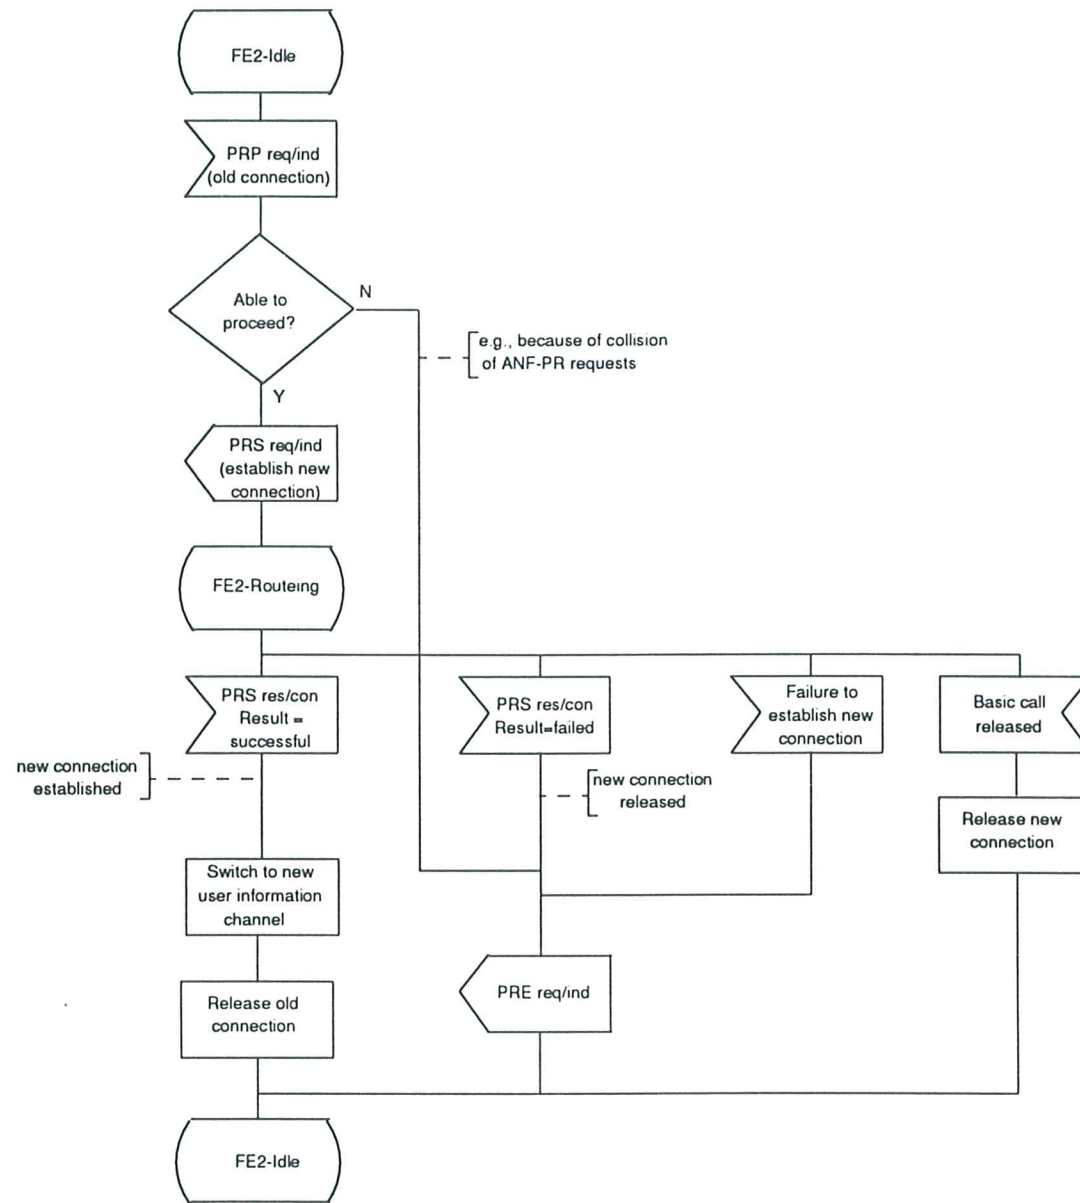 FE2-Idle
PRP req/ind
(old connection)
Able to
proceed?
N
e.g., because of collision
of ANF-PR requests
Y
PRS req/ind
(establish new
connection)
FE2-Routeing
PRS res/con
Result =
successful
PRS res/con
Result=failed
Failure to
establish new
connection
Basic call
released
new connection
established
new connection
released
Release new
connection
Switch to new
user information
channel
PRE req/ind
Release old
connection
FE2-Idle